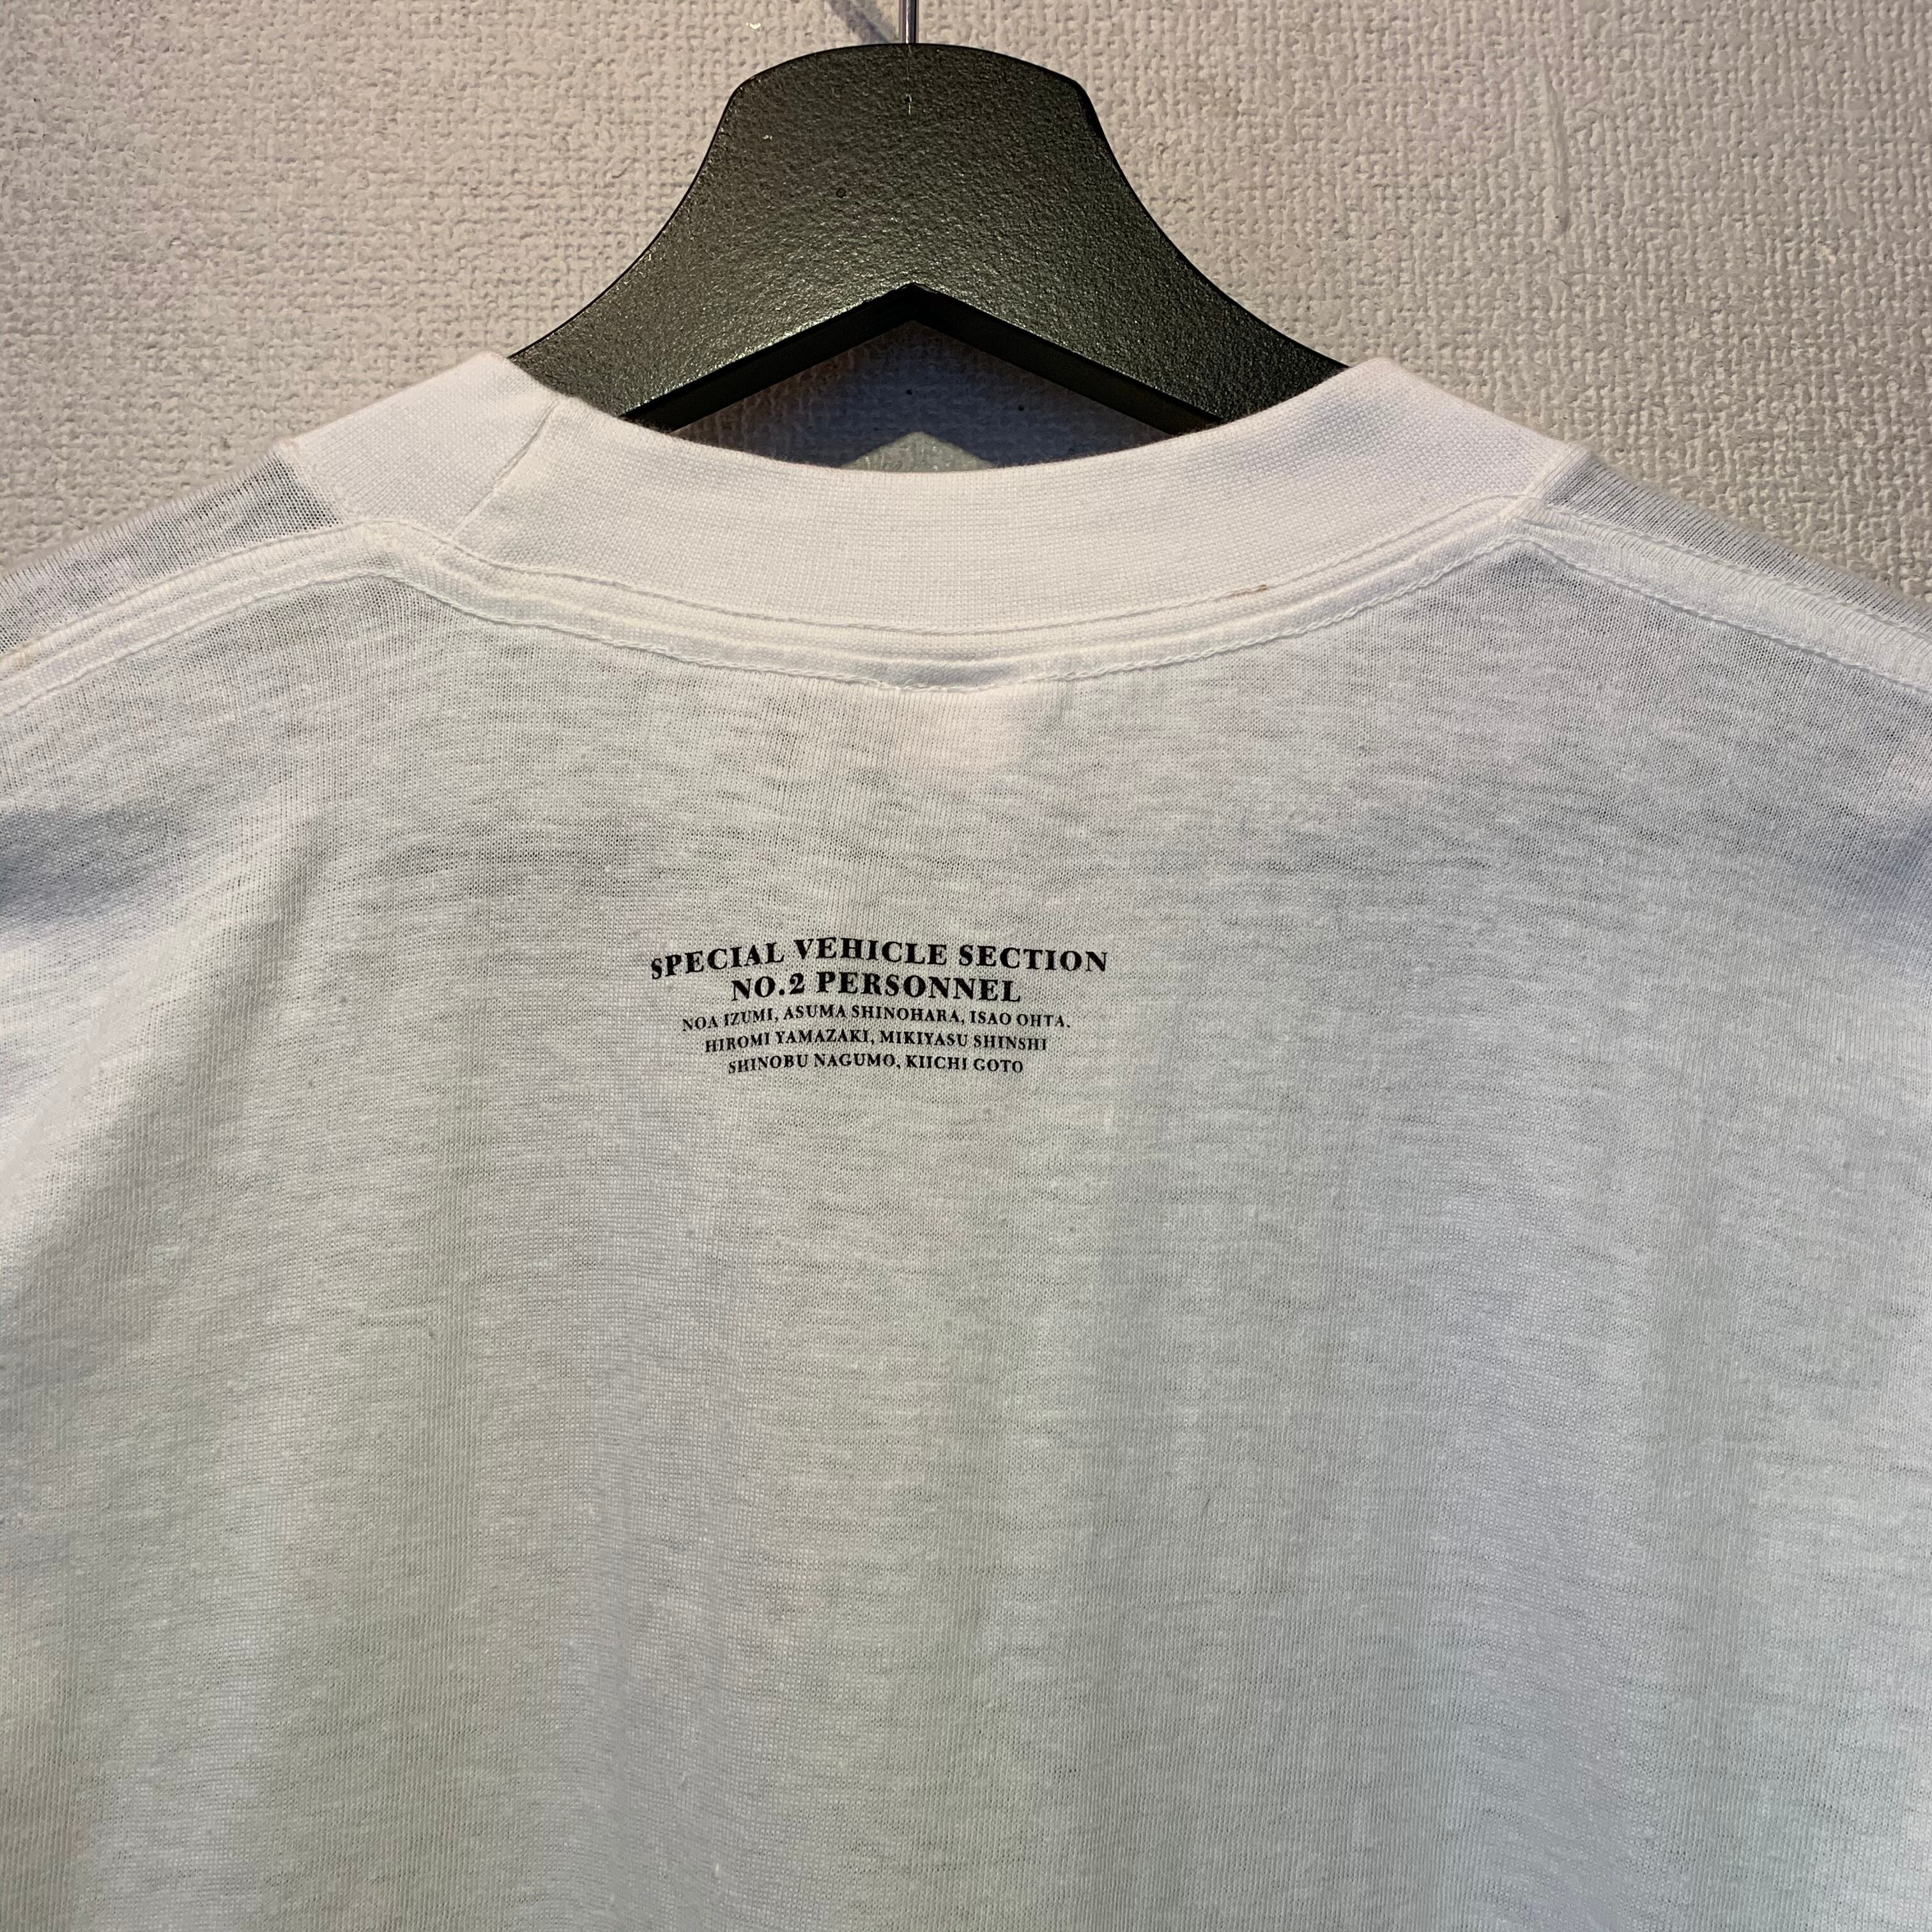 SPECIAL VEHICLE SECTION
NO.2 PERSONNEL
NOA IZUMI, ASUMA SHINOHARA, ISAO OHTA.
HIROMI YAMAZAKI, MIKIYASU SHINSHI
SHINOBU NAGUMO, KIICHI GOTO